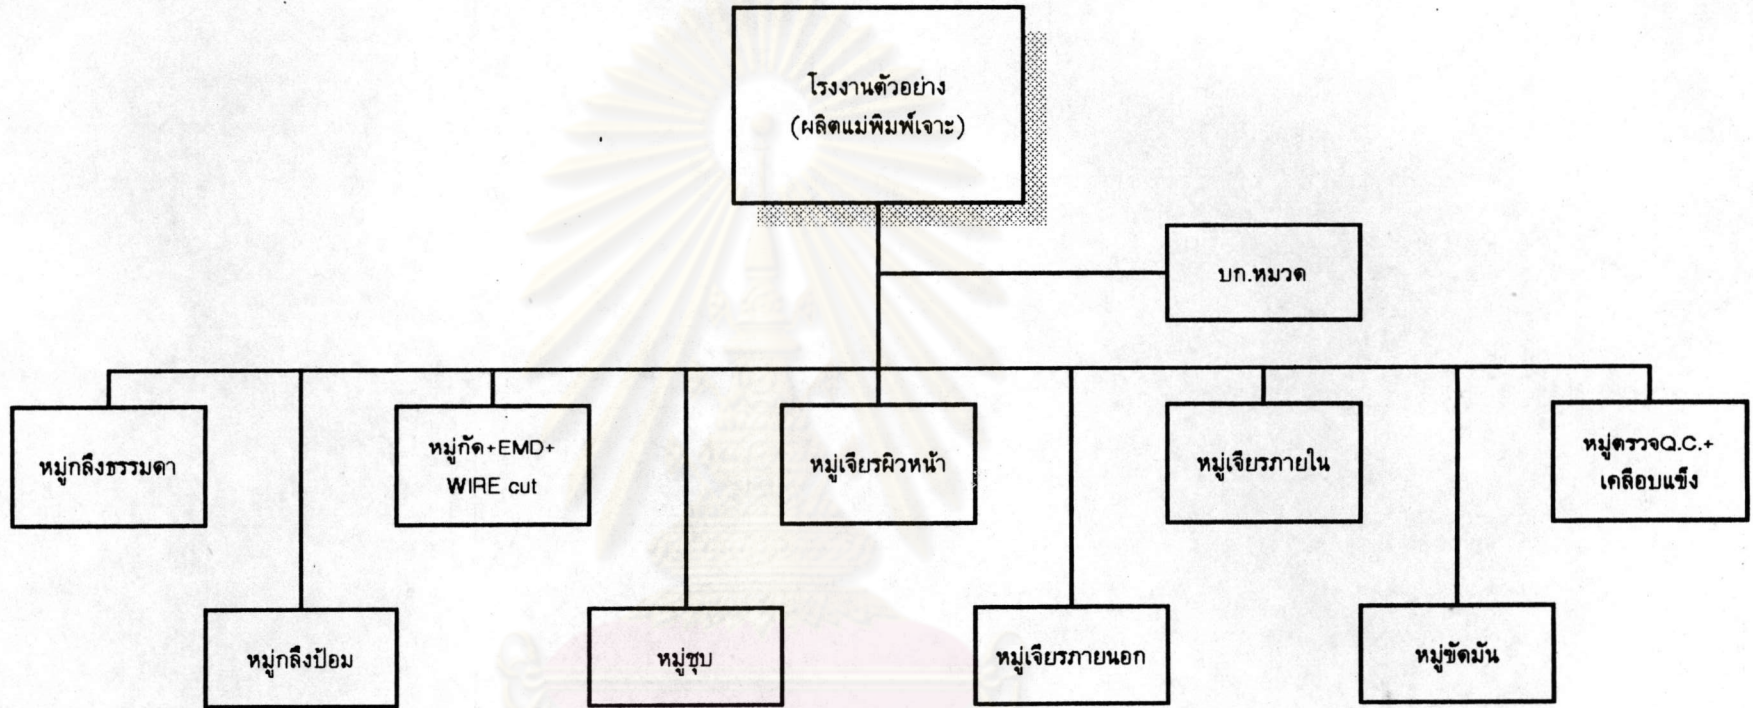 โรงงานตัวอย่าง
(ผลิตแม่พิมพ์เจาะ)
บก.หมวด
หมู่กลึงธรรมดา
หมู่กัด+EMD+
WIRE cut
หมู่เจียรผิวหน้า
หมู่เจียรภายใน
หมู่ตรวจQ.C.+
เคลือบแข็ง
หมู่กลึงป้อม
หมู่ชุบ
หมู่เจียรภายนอก
หมู่ขัดมัน